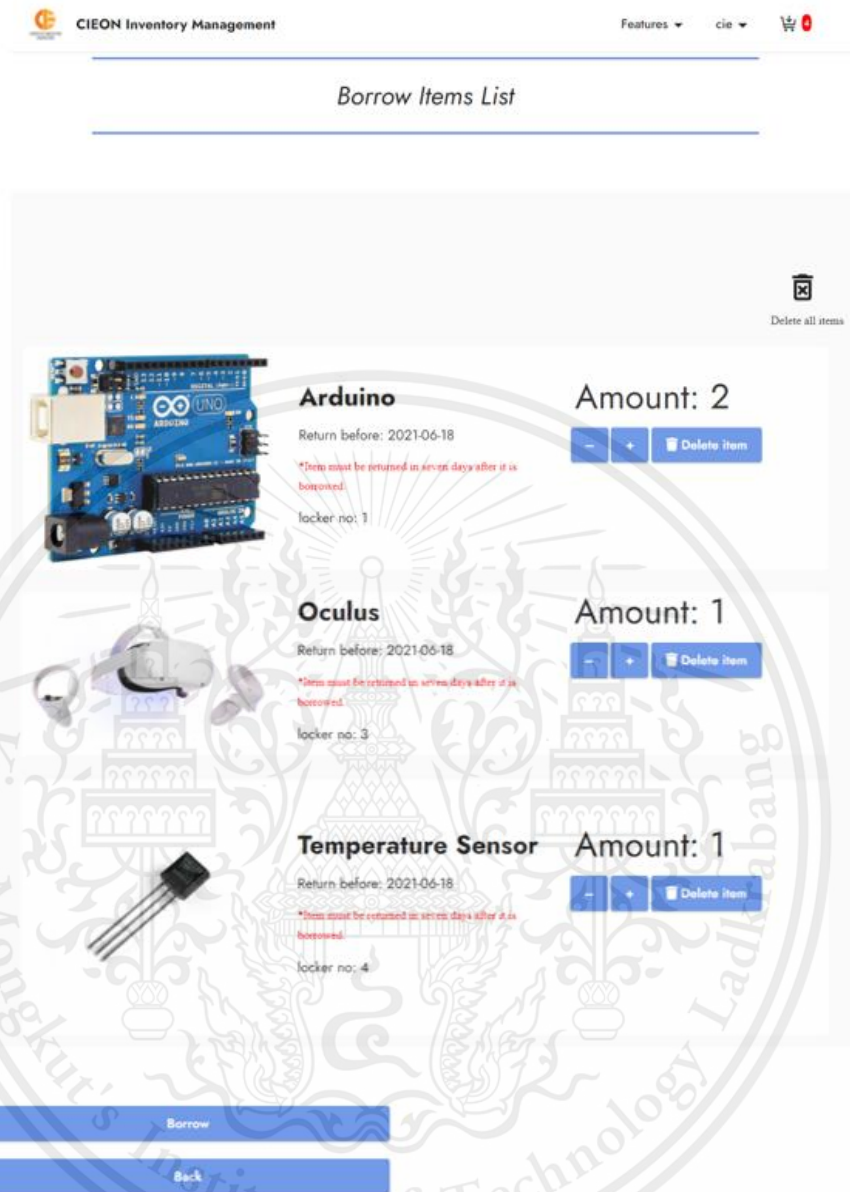 CIEON Inventory Management
Features
cie
4
Borrow Items List
Delete all items
Arduino
Return before: 2021-06-18
*Item must be returned in seven days after it is
borrowed.
locker no: 1
Amount: 2
- + Delete item
UNO
ARDUINO
Oculus
Return before: 2021-06-18
*Item must be returned in seven days after it is
borrowed.
locker no: 3
Amount: 1
- + Delete item
Temperature Sensor
Return before: 2021-06-18
*Item must be returned in seven days after it is
borrowed.
locker no: 4
Amount: 1
- + Delete item
Borrow
Back